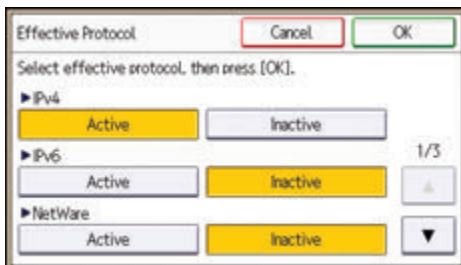 Effective Protocol Cancel OK
Select effective protocol, then press [OK].
►IPv4
Active Inactive
►IPv6 1/3
Active Inactive ▲
►NetWare
Active Inactive ▼